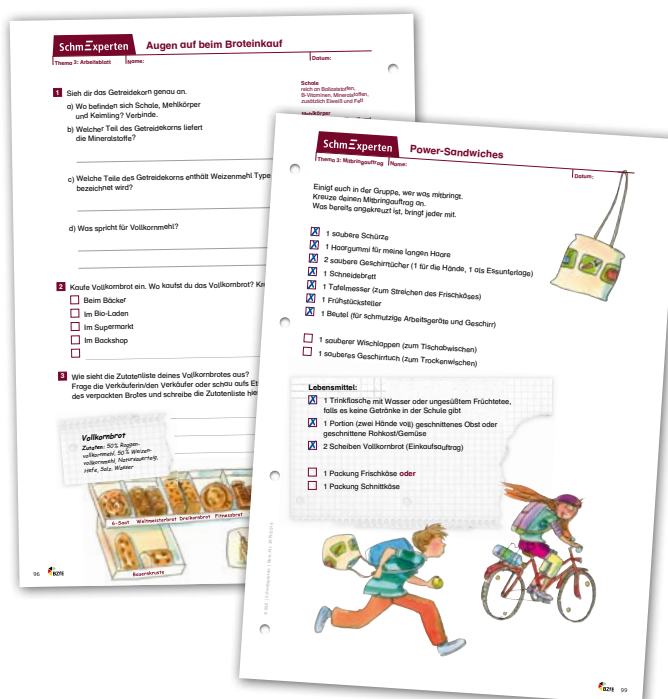 SchmExperten
Augen auf beim Broteinkauf
Thema 3: Arbeitsblatt
Name:
Datum:
1 Sieh dir das Getreidekorn genau an.
a) Wo befinden sich Schale, Mehlkörper
und Keimling? Verbinde.
b) Welcher Teil des Getreidekorns liefert
die Mineralstoffe?
Schale
reich an Ballaststoffen,
B-Vitaminen, Mineralstoffen,
zusätzlich Eiweiß und Fett
Mehlkörper
c) Welche Teile des Getreidekorns enthält Weizenmehl Type
bezeichnet wird?
d) Was spricht für Vollkornmehl?
2 Kaufe Vollkornbrot ein. Wo kaufst du das Vollkornbrot? Kr
Beim Bäcker
Im Bio-Laden
Im Supermarkt
Im Backshop
3 Wie sieht die Zutatenliste deines Vollkornbrotes aus?
Frage die Verkäuferin/den Verkäufer oder schau aufs Et
des verpackten Brotes und schreibe die Zutatenliste hie
Vollkornbrot
Zutaten: 50% Roggen-
vollkornmehl, 50% Weizen-
vollkornmehl, Natursauerteig,
Hefe, Salz, Wasser
6-Saat Weltmeisterbrot Dreikornbrot Fitnessbrot
Bauernkruste
96 BZfE
SchmExperten
Power-Sandwiches
Thema 3: Mitbringauftrag
Name:
Datum:
Einigt euch in der Gruppe, wer was mitbringt.
Kreuze deinen Mitbringauftrag an.
Was bereits angekreuzt ist, bringt jeder mit.
X 1 saubere Schürze
X 1 Haargummi für meine langen Haare
X 2 saubere Geschirrtücher (1 für die Hände, 1 als Essunterlage)
X 1 Schneidebrett
X 1 Tafelmesser (zum Streichen des Frischkäses)
X 1 Frühstücksteller
X 1 Beutel (für schmutzige Arbeitsgeräte und Geschirr)
1 sauberer Wischlappen (zum Tischabwischen)
1 sauberes Geschirrtuch (zum Trockenwischen)
Lebensmittel:
X 1 Trinkflasche mit Wasser oder ungesüßtem Früchtetee,
falls es keine Getränke in der Schule gibt
X 1 Portion (zwei Hände voll) geschnittenes Obst oder
geschnittene Rohkost/Gemüse
X 2 Scheiben Vollkornbrot (Einkaufsauftrag)
1 Packung Frischkäse oder
1 Packung Schnittkäse
BZfE 99